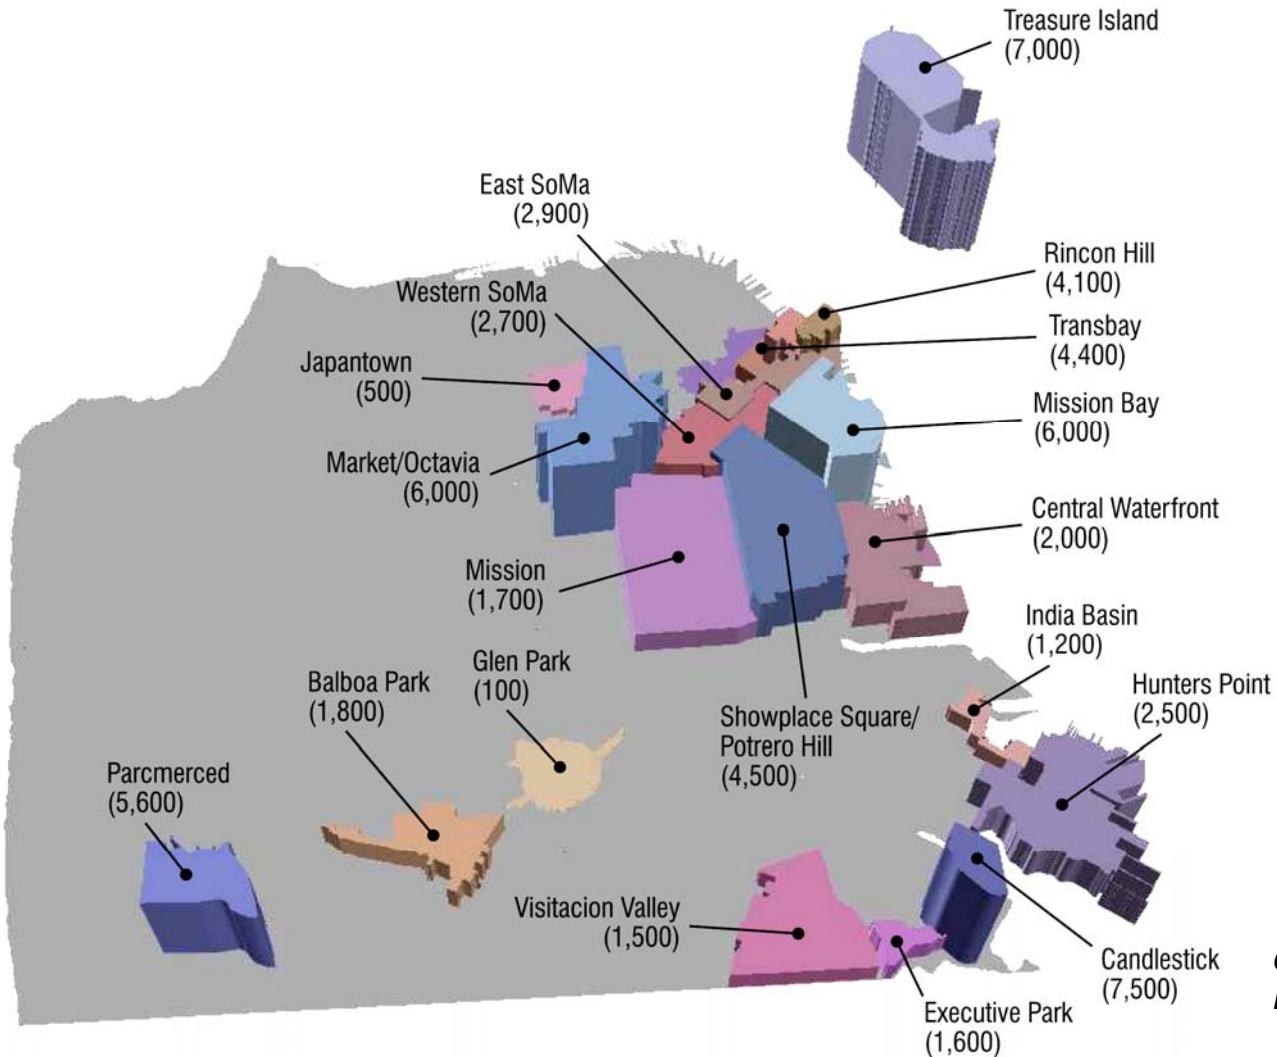 Treasure Island
(7,000)
East SoMa
(2,900)
Rincon Hill
(4,100)
Western SoMa
(2,700)
Transbay
(4,400)
Japantown
(500)
Mission Bay
(6,000)
Market/Octavia
(6,000)
Central Waterfront
(2,000)
Mission
(1,700)
India Basin
(1,200)
Glen Park
(100)
Balboa Park
(1,800)
Hunters Point
(2,500)
Showplace Square/
Potrero Hill
(4,500)
Parcmerced
(5,600)
Visitacion Valley
(1,500)
Candlestick
(7,500)
Executive Park
(1,600)